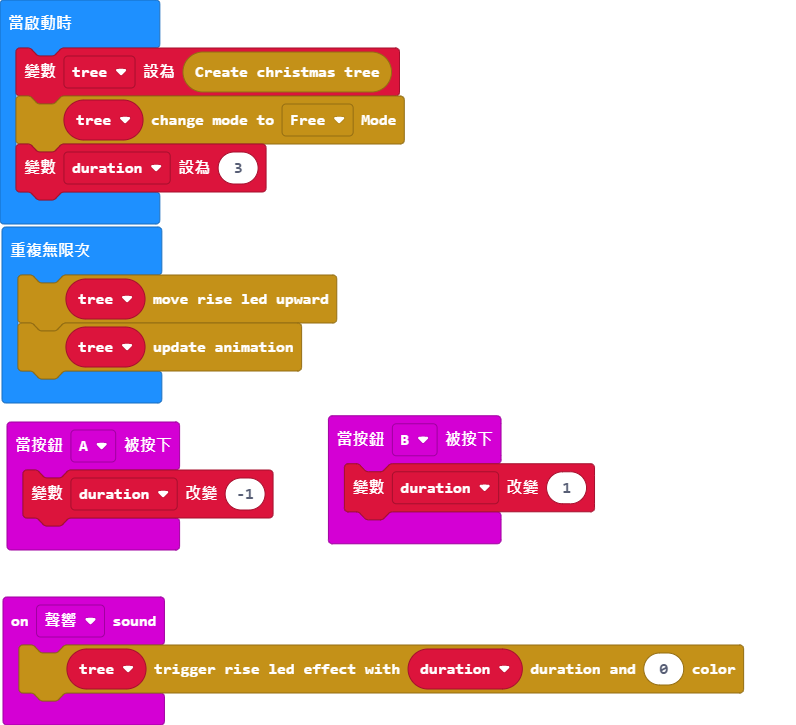 當啟動時
變數 tree 設為 Create christmas tree
tree change mode to Free Mode
變數 duration 設為 3
重複無限次
tree move rise led upward
tree update animation
當按鈕 A 被按下
變數 duration 改變 -1
當按鈕 B 被按下
變數 duration 改變 1
on 聲響 sound
tree trigger rise led effect with duration duration and 0 color